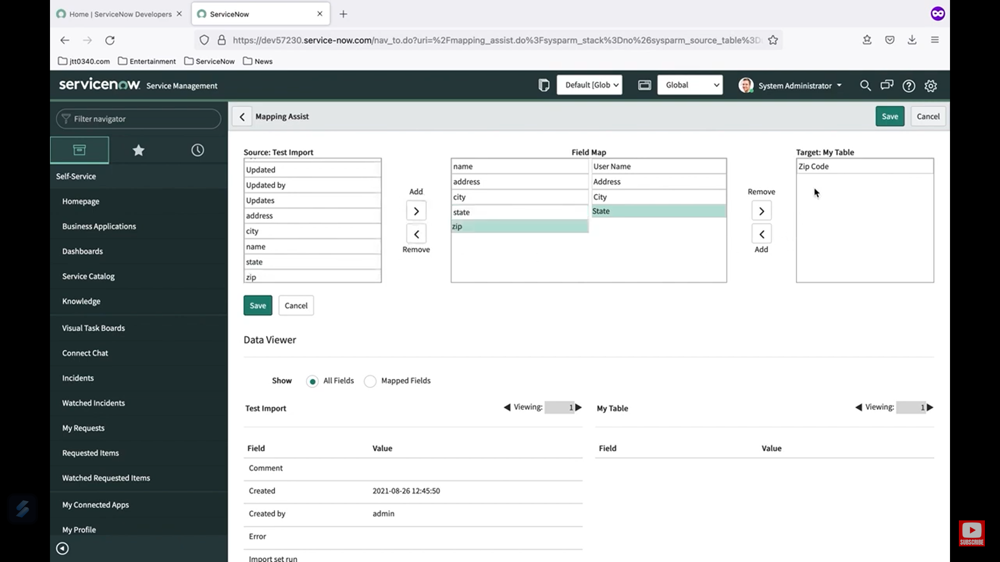 Home | ServiceNow Developers
ServiceNow
https://dev57230.service-now.com/nav_to.do?uri=%2Fmapping_assist.do%3Fsysparm_stack%3Dno%26sysparm_source_table%3D
jtt0340.com Entertainment ServiceNow News
servicenow Service Management Default [Glob Global System Administrator
Filter navigator
Mapping Assist Save Cancel
Self-Service
Homepage
Business Applications
Dashboards
Service Catalog
Knowledge
Visual Task Boards
Connect Chat
Incidents
Watched Incidents
My Requests
Requested Items
Watched Requested Items
My Connected Apps
My Profile
Source: Test Import
Updated
Updated by
Updates
address
city
name
state
zip
Add
Remove
Field Map
name User Name
address Address
city City
state State
zip
Remove
Add
Target: My Table
Zip Code
Save Cancel
Data Viewer
Show All Fields Mapped Fields
Test Import Viewing: 1
Field Value
Comment
Created 2021-08-26 12:45:50
Created by admin
Error
Import set run
My Table Viewing: 1
Field Value
SUBSCRIBE